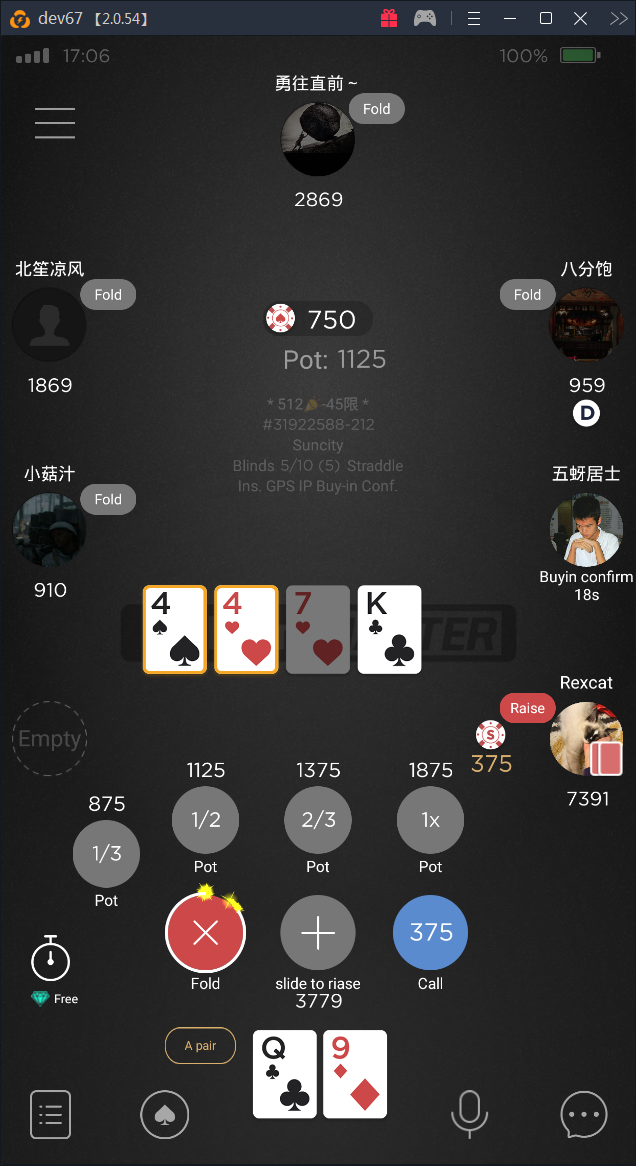 dev67 【2.0.54】
17:06
100%
勇往直前 ~
Fold
2869
北笙凉风
Fold
1869
八分饱
Fold
959
D
750
Pot: 1125
* 512🍕-45限 *
#31922588-212
Suncity
Blinds 5/10 (5) Straddle
Ins. GPS IP Buy-in Conf.
小菇汁
Fold
910
五蚜居士
Buyin confirm
18s
4 4 7 K
TER
Empty
Rexcat
Raise
S
375
7391
875
1/3
Pot
1125
1/2
Pot
1375
2/3
Pot
1875
1x
Pot
Fold
slide to riase
3779
375
Call
Free
A pair
Q 9